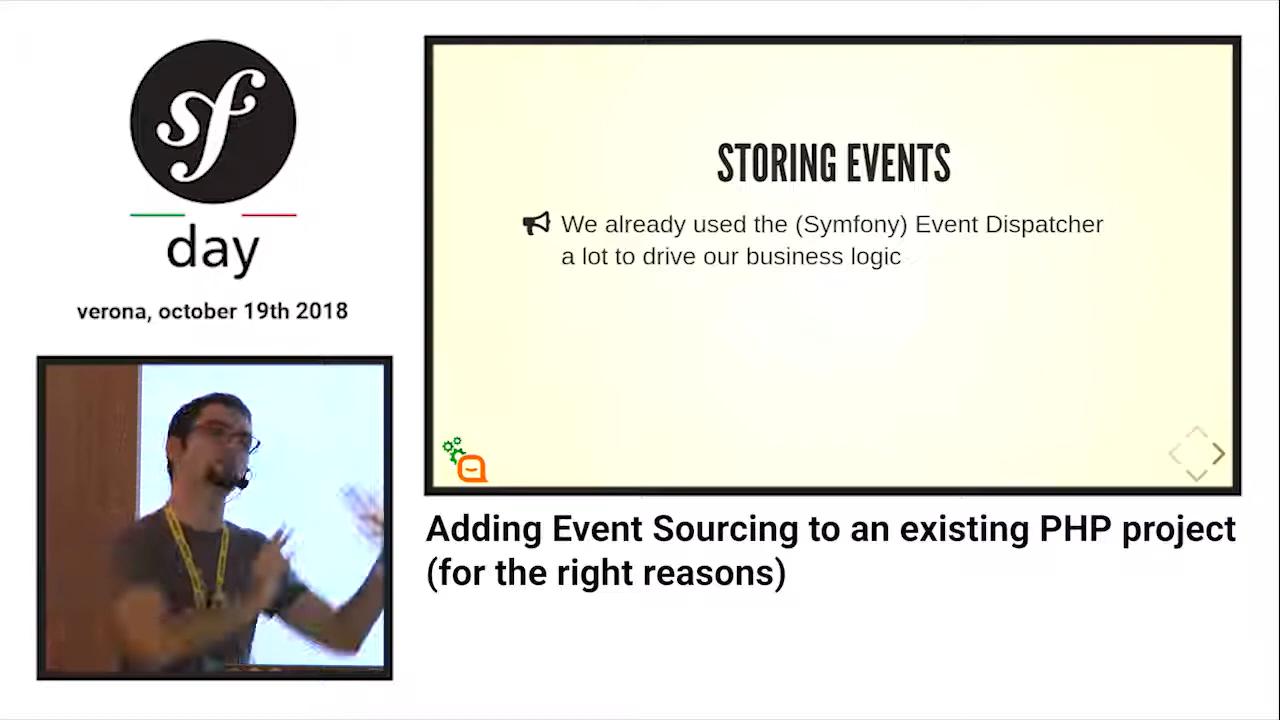 sf
day
verona, october 19th 2018
STORING EVENTS
We already used the (Symfony) Event Dispatcher
a lot to drive our business logic
Adding Event Sourcing to an existing PHP project
(for the right reasons)